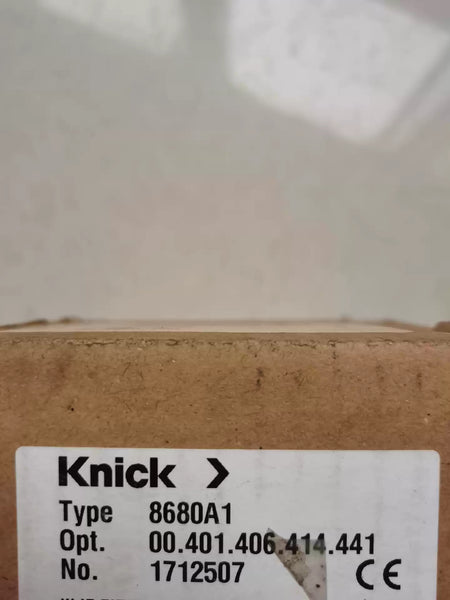 Knick >
Type 8680A1
Opt. 00.401.406.414.441
No. 1712507 CE